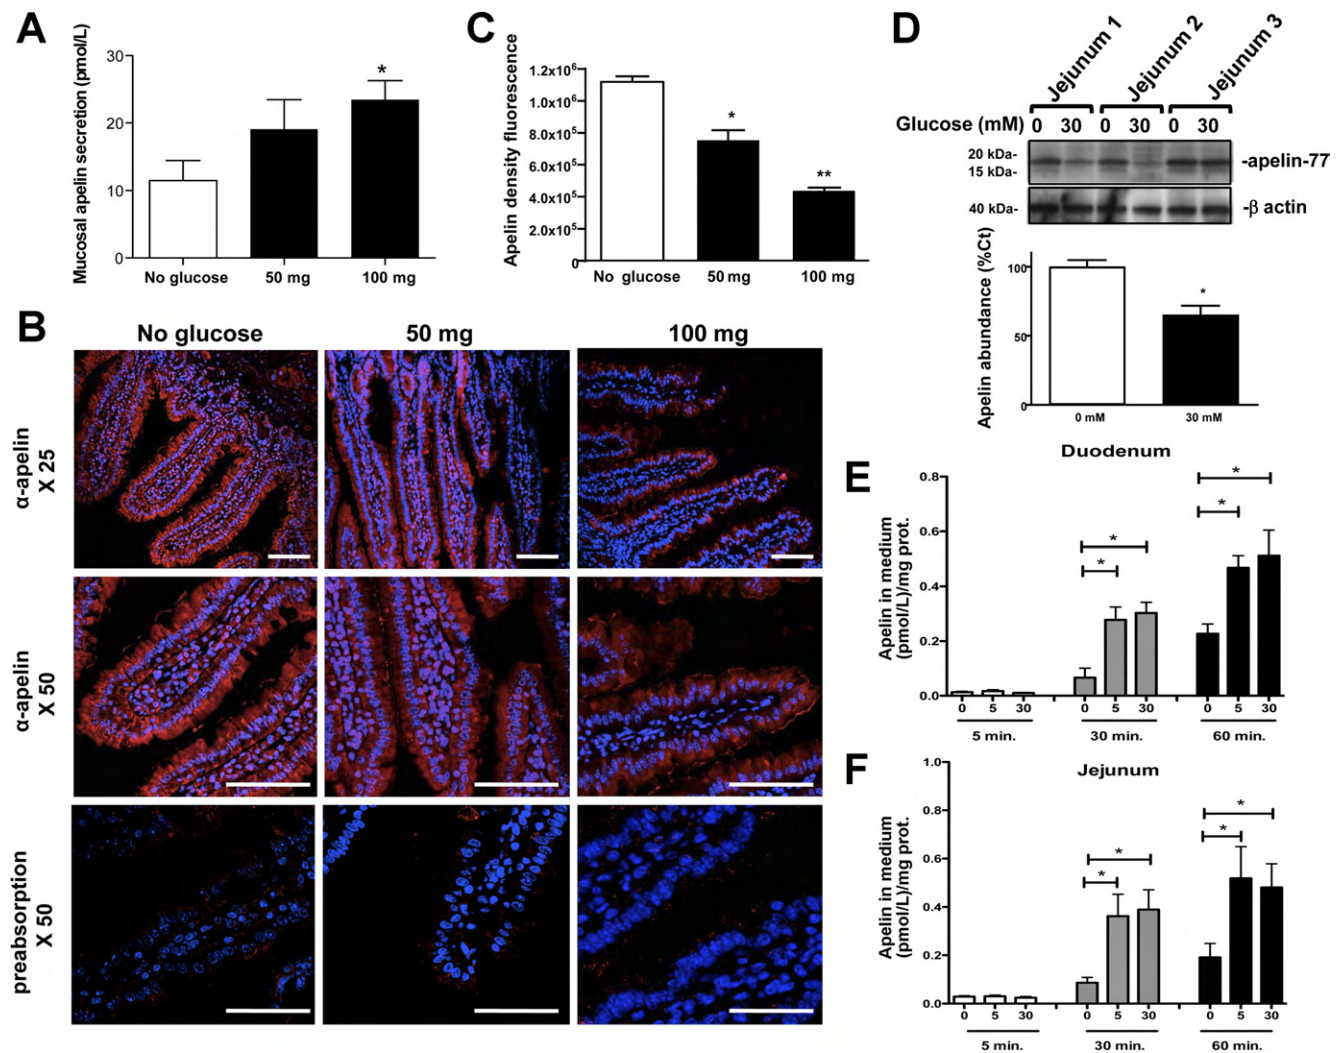 A
Mucosal apelin secretion (pmol/L)
30
20
10
0
*
No glucose
50 mg
100 mg
C
Apelin density fluorescence
1.2x10⁶
1.0x10⁶
8.0x10⁵
6.0x10⁵
4.0x10⁵
2.0x10⁵
0
*
**
No glucose
50 mg
100 mg
D
Jejunum 1
Jejunum 2
Jejunum 3
Glucose (mM) 0 30 0 30 0 30
20 kDa-
15 kDa-
-apelin-77
40 kDa-
-β actin
Apelin abundance (%Ct)
100
50
0
*
0 mM
30 mM
B
No glucose
50 mg
100 mg
α-apelin
X 25
α-apelin
X 50
preabsorption
X 50
E
Duodenum
Apelin in medium
(pmol/L)/mg prot.
0.8
0.6
0.4
0.2
0.0
*
*
*
*
0 5 30 0 5 30 0 5 30
5 min. 30 min. 60 min.
F
Jejunum
Apelin in medium
(pmol/L)/mg prot.
1.0
0.8
0.6
0.4
0.2
0.0
*
*
*
*
0 5 30 0 5 30 0 5 30
5 min. 30 min. 60 min.